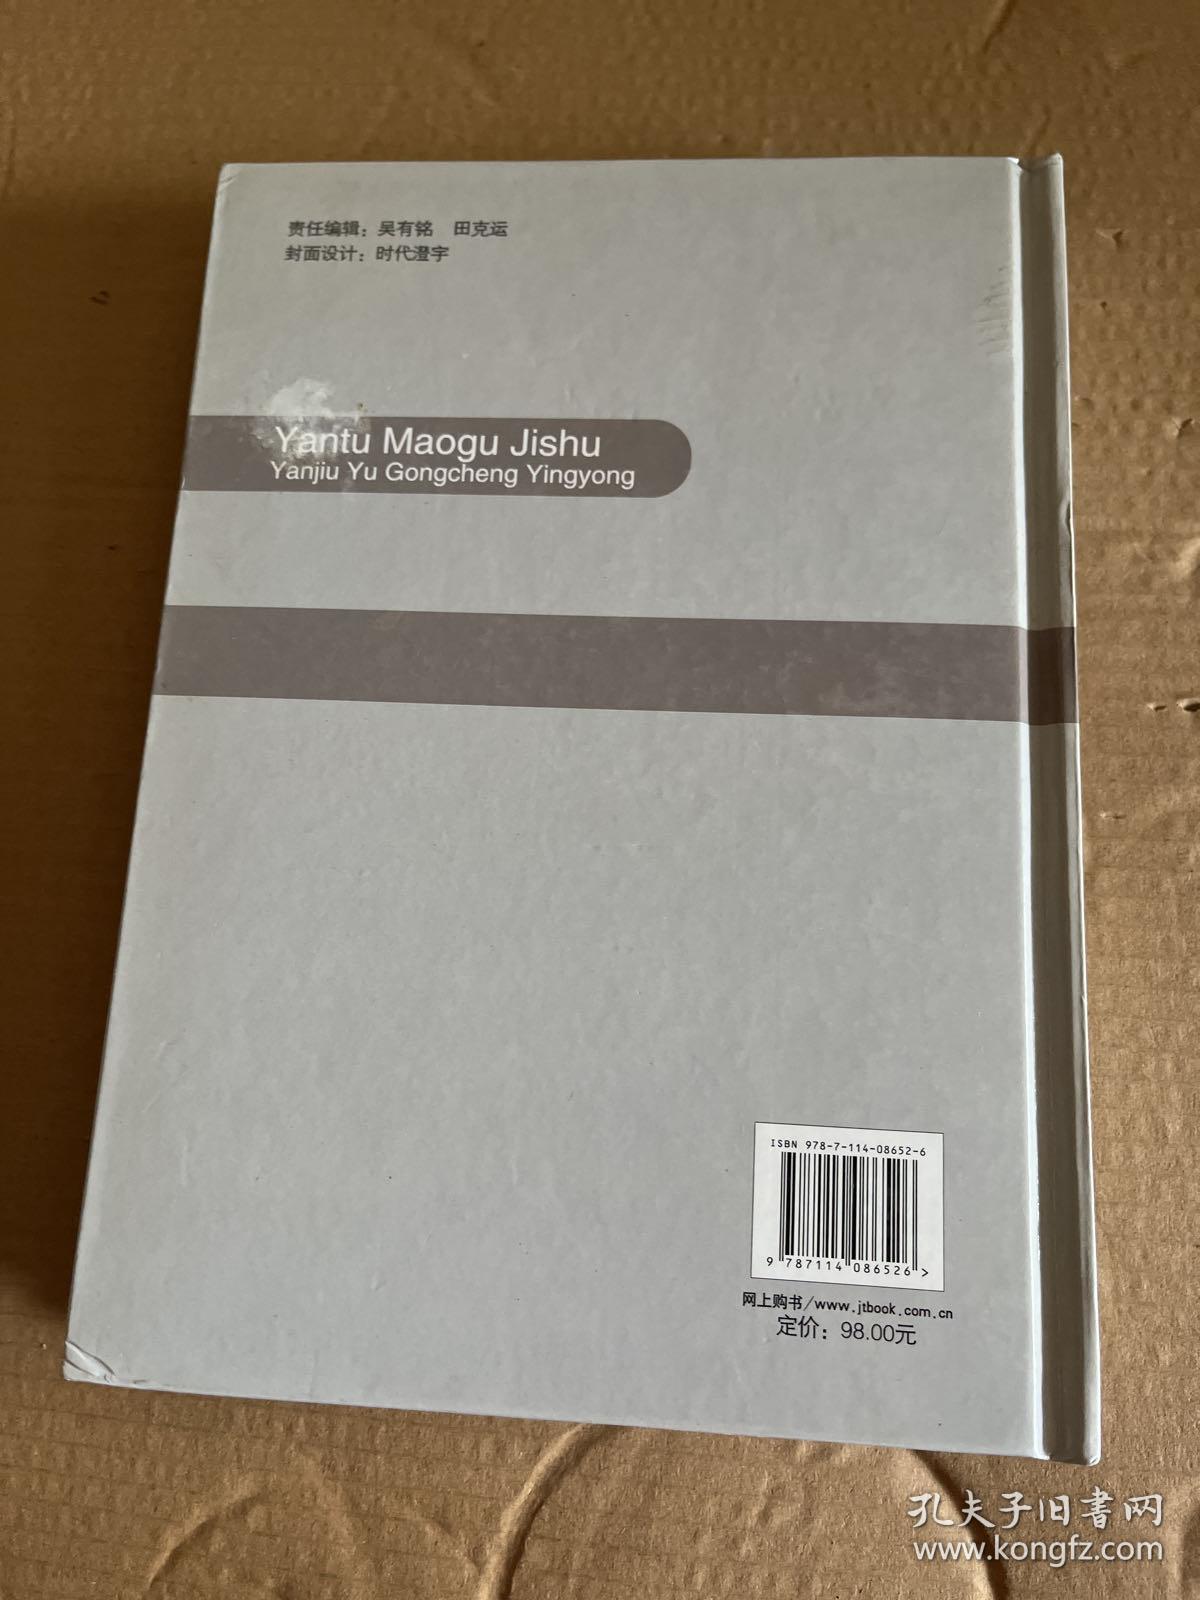 责任编辑：吴有铭 田克运
封面设计：时代澄宇
Yantu Maogu Jishu
Yanjiu Yu Gongcheng Yingyong
ISBN 978-7-114-08652-6
9 787114 086526 >
网上购书/www.jtbook.com.cn
定价：98.00元
孔夫子旧书网
www.kongfz.com